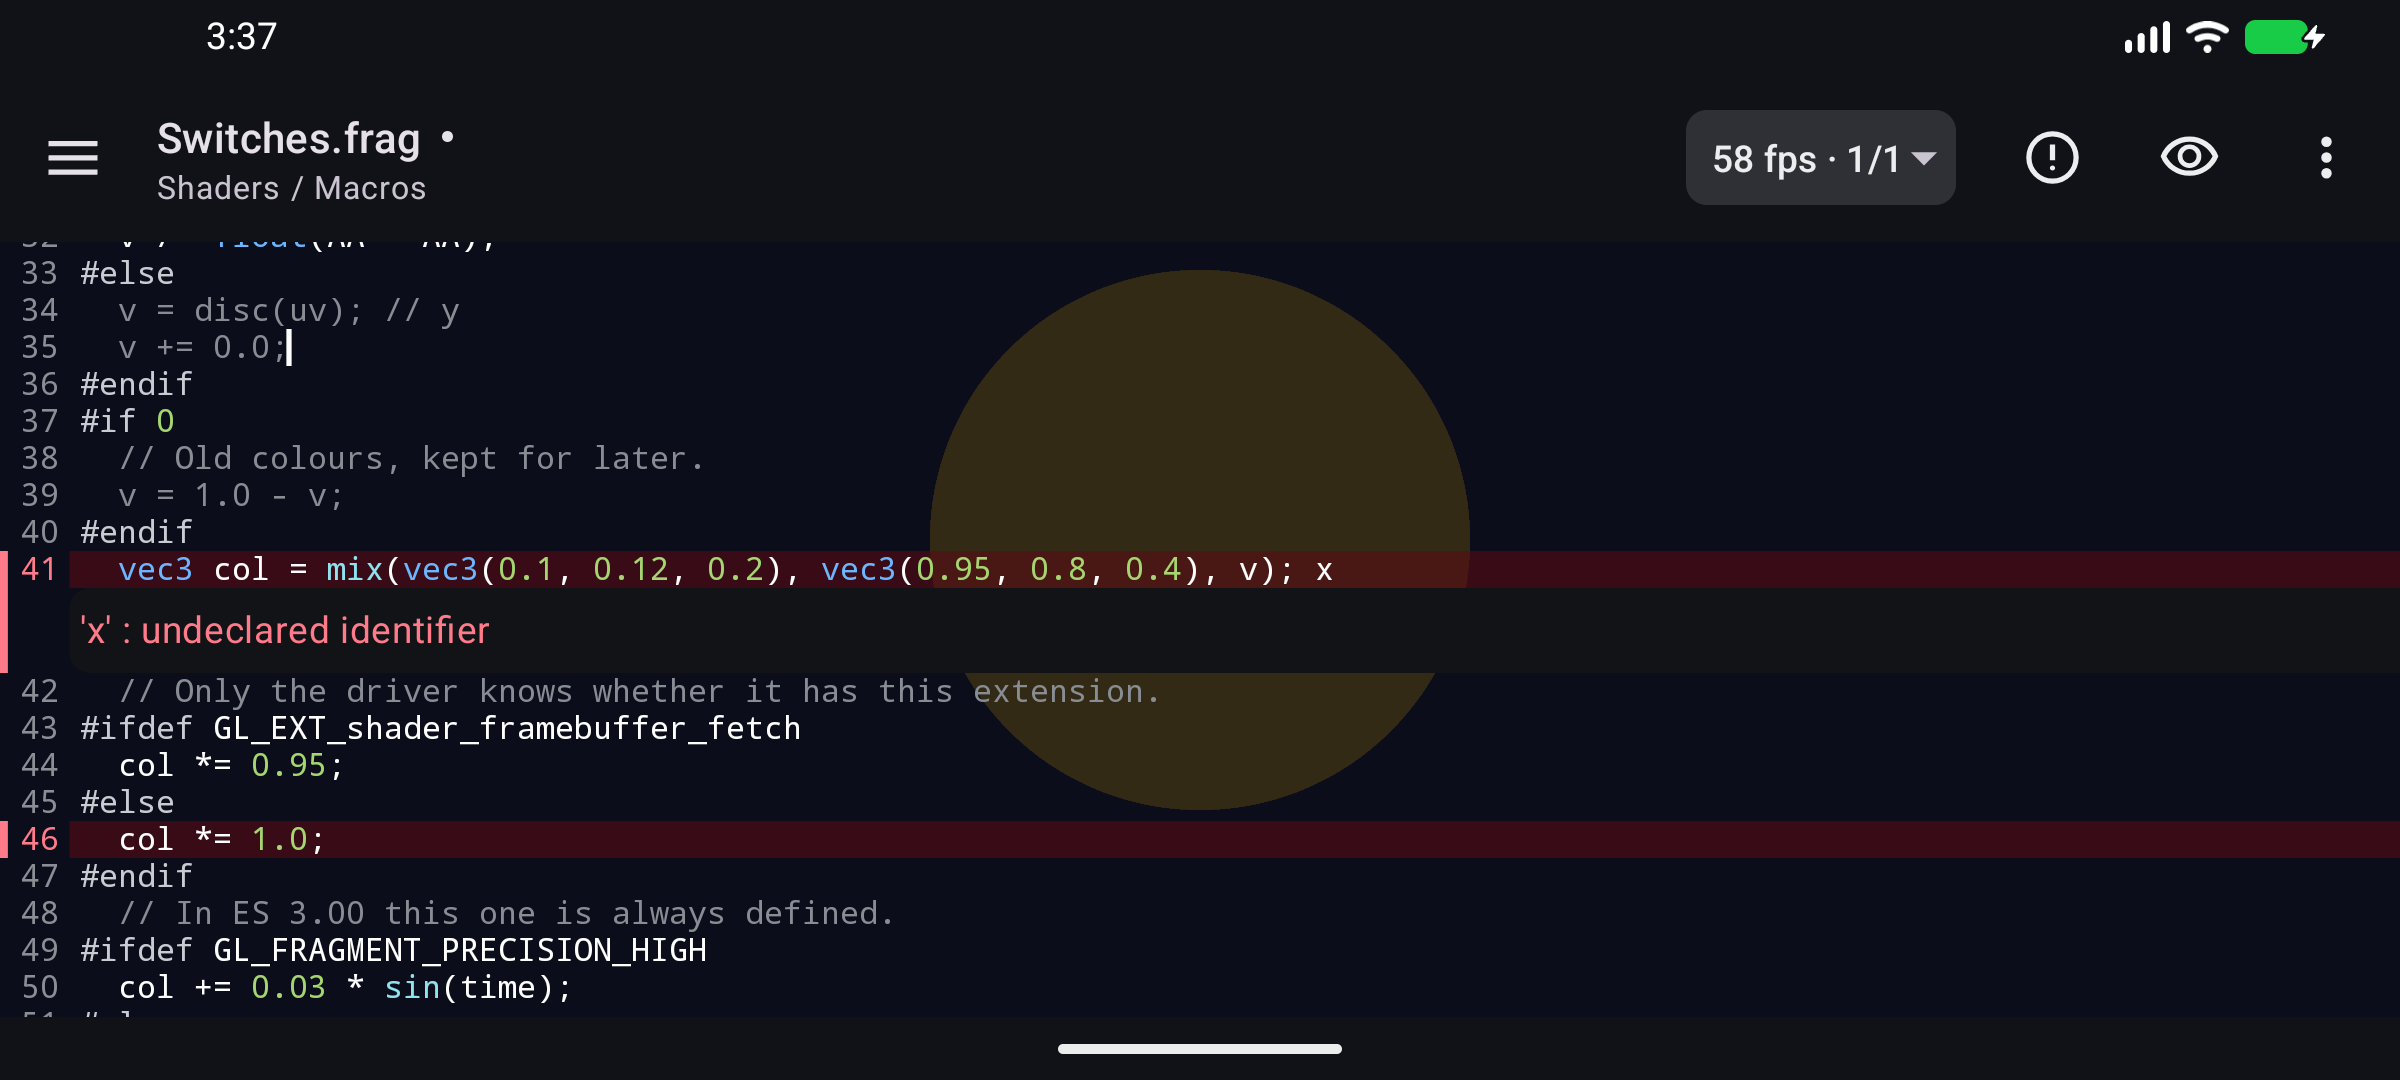 3:37
Switches.frag •
Shaders / Macros
58 fps · 1/1
33 #else
34   v = disc(uv); // y
35   v += 0.0;
36 #endif
37 #if 0
38   // Old colours, kept for later.
39   v = 1.0 - v;
40 #endif
41   vec3 col = mix(vec3(0.1, 0.12, 0.2), vec3(0.95, 0.8, 0.4), v); x
'x' : undeclared identifier
42   // Only the driver knows whether it has this extension.
43 #ifdef GL_EXT_shader_framebuffer_fetch
44   col *= 0.95;
45 #else
46   col *= 1.0;
47 #endif
48   // In ES 3.00 this one is always defined.
49 #ifdef GL_FRAGMENT_PRECISION_HIGH
50   col += 0.03 * sin(time);